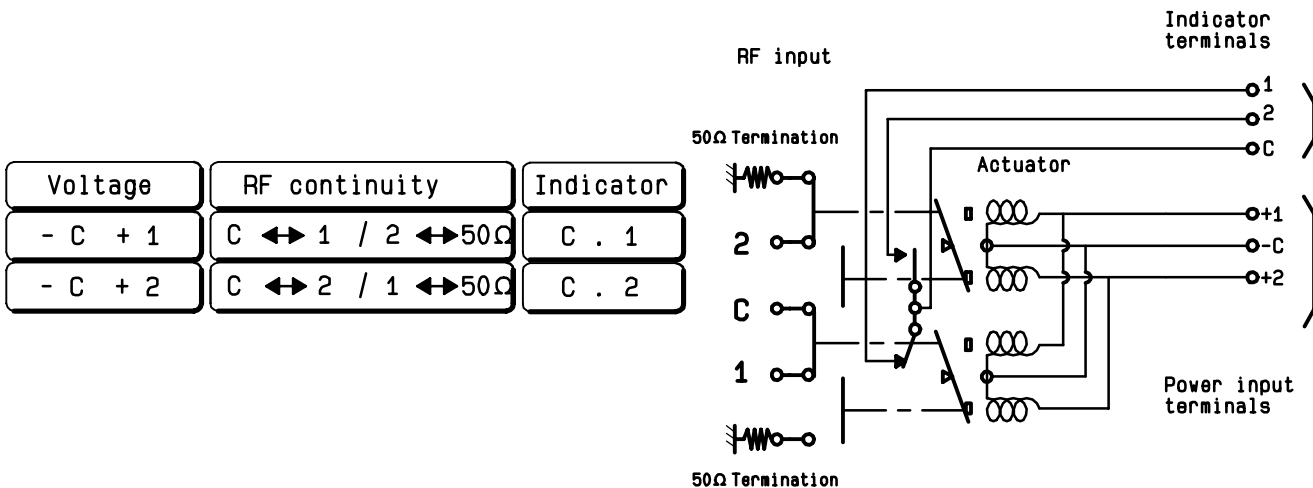 Voltage RF continuity Indicator
- C + 1 C ↔ 1 / 2 ↔ 50Ω C . 1
- C + 2 C ↔ 2 / 1 ↔ 50Ω C . 2
RF input
50Ω Termination
2
C
1
50Ω Termination
Actuator
Indicator
terminals
1
2
C
+1
-C
+2
Power input
terminals